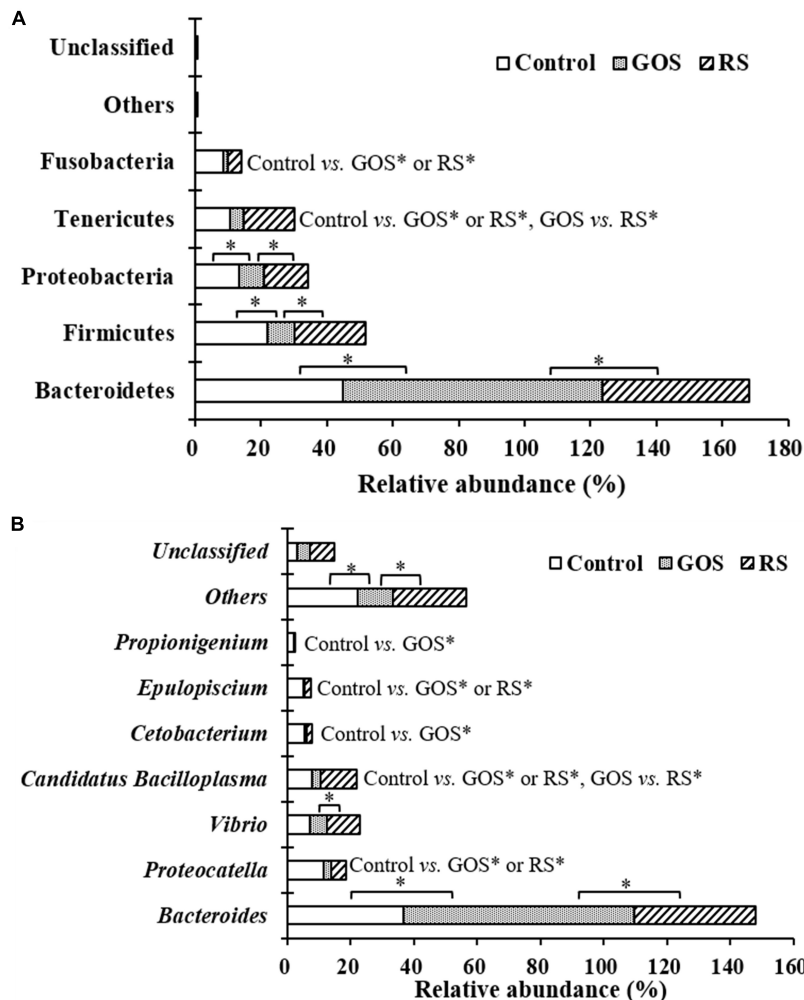 A
Unclassified
Control GOS RS
Others
Fusobacteria Control vs. GOS* or RS*
Tenericutes Control vs. GOS* or RS*, GOS vs. RS*
* *
Proteobacteria
* *
Firmicutes
* *
Bacteroidetes
0 20 40 60 80 100 120 140 160 180
Relative abundance (%)
B
Unclassified
Control GOS RS
* *
Others
Propionigenium Control vs. GOS*
Epulopiscium Control vs. GOS* or RS*
Cetobacterium Control vs. GOS*
Candidatus Bacilloplasma Control vs. GOS* or RS*, GOS vs. RS*
*
Vibrio
Proteocatella Control vs. GOS* or RS*
* *
Bacteroides
0 20 40 60 80 100 120 140 160
Relative abundance (%)